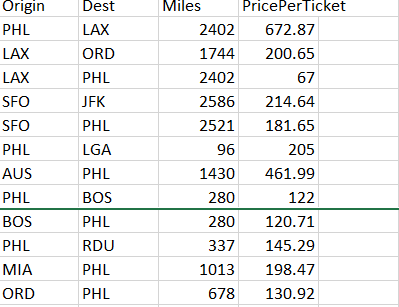 Origin Dest Miles PricePerTicket
PHL LAX 2402 672.87
LAX ORD 1744 200.65
LAX PHL 2402 67
SFO JFK 2586 214.64
SFO PHL 2521 181.65
PHL LGA 96 205
AUS PHL 1430 461.99
PHL BOS 280 122
BOS PHL 280 120.71
PHL RDU 337 145.29
MIA PHL 1013 198.47
ORD PHL 678 130.92